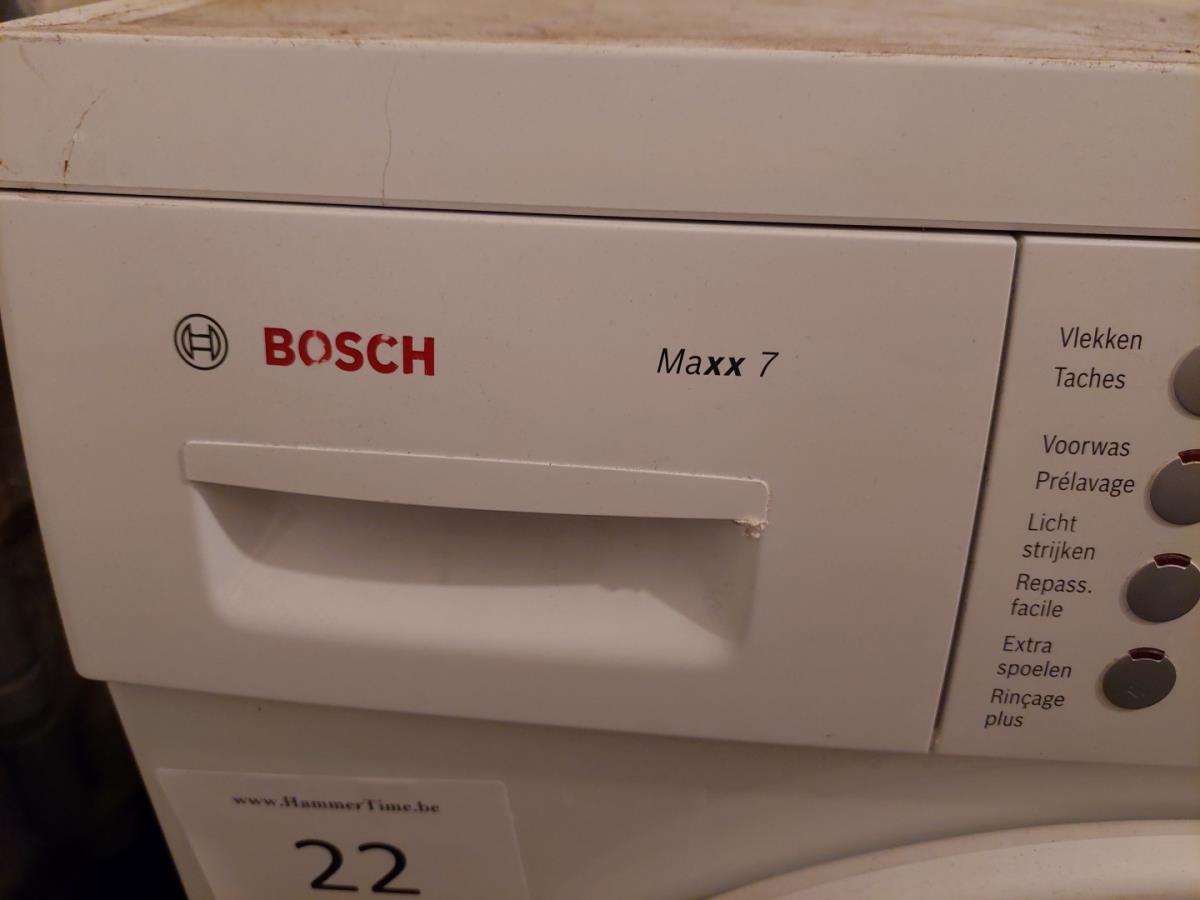 BOSCH
Maxx 7
Vlekken
Taches
Voorwas
Prélavage
Licht
strijken
Repass.
facile
Extra
spoelen
Rinçage
plus
www.HammerTime.be
22